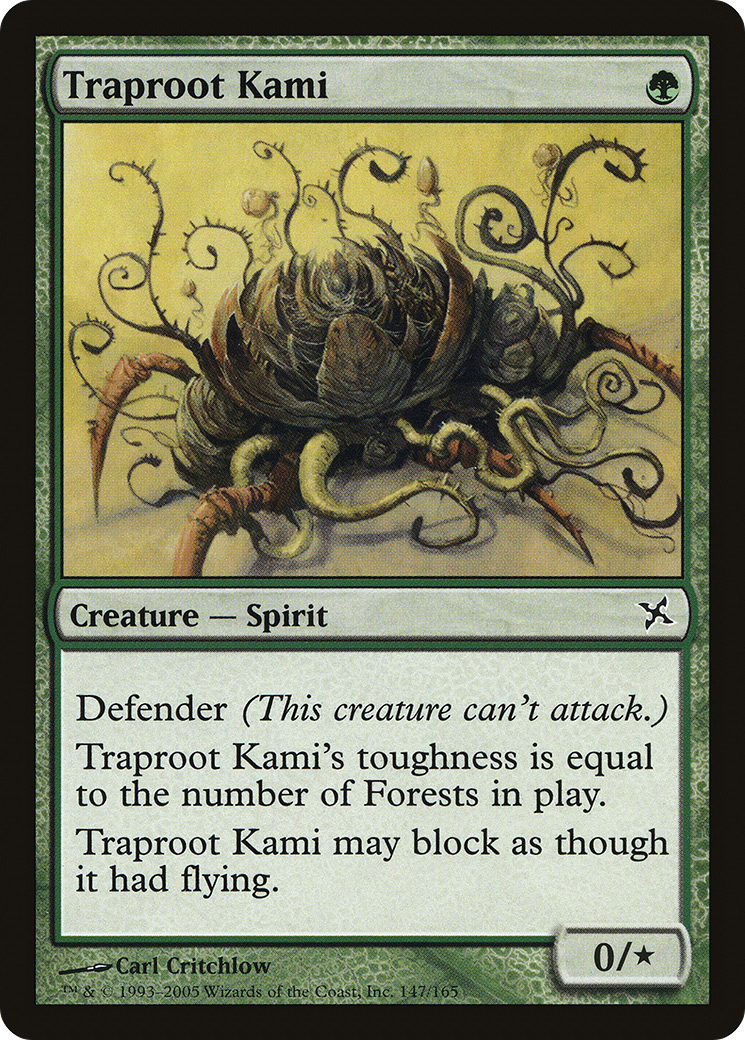 Traproot Kami
Creature — Spirit
Defender (This creature can't attack.)
Traproot Kami's toughness is equal
to the number of Forests in play.
Traproot Kami may block as though
it had flying.
0/★
Carl Critchlow
™ & © 1993–2005 Wizards of the Coast, Inc. 147/165